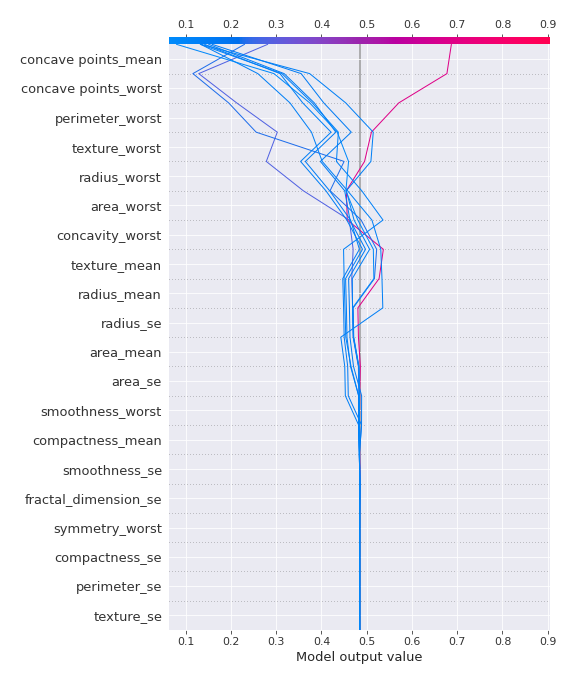 0.1 0.2 0.3 0.4 0.5 0.6 0.7 0.8 0.9
concave points_mean
concave points_worst
perimeter_worst
texture_worst
radius_worst
area_worst
concavity_worst
texture_mean
radius_mean
radius_se
area_mean
area_se
smoothness_worst
compactness_mean
smoothness_se
fractal_dimension_se
symmetry_worst
compactness_se
perimeter_se
texture_se
0.1 0.2 0.3 0.4 0.5 0.6 0.7 0.8 0.9
Model output value